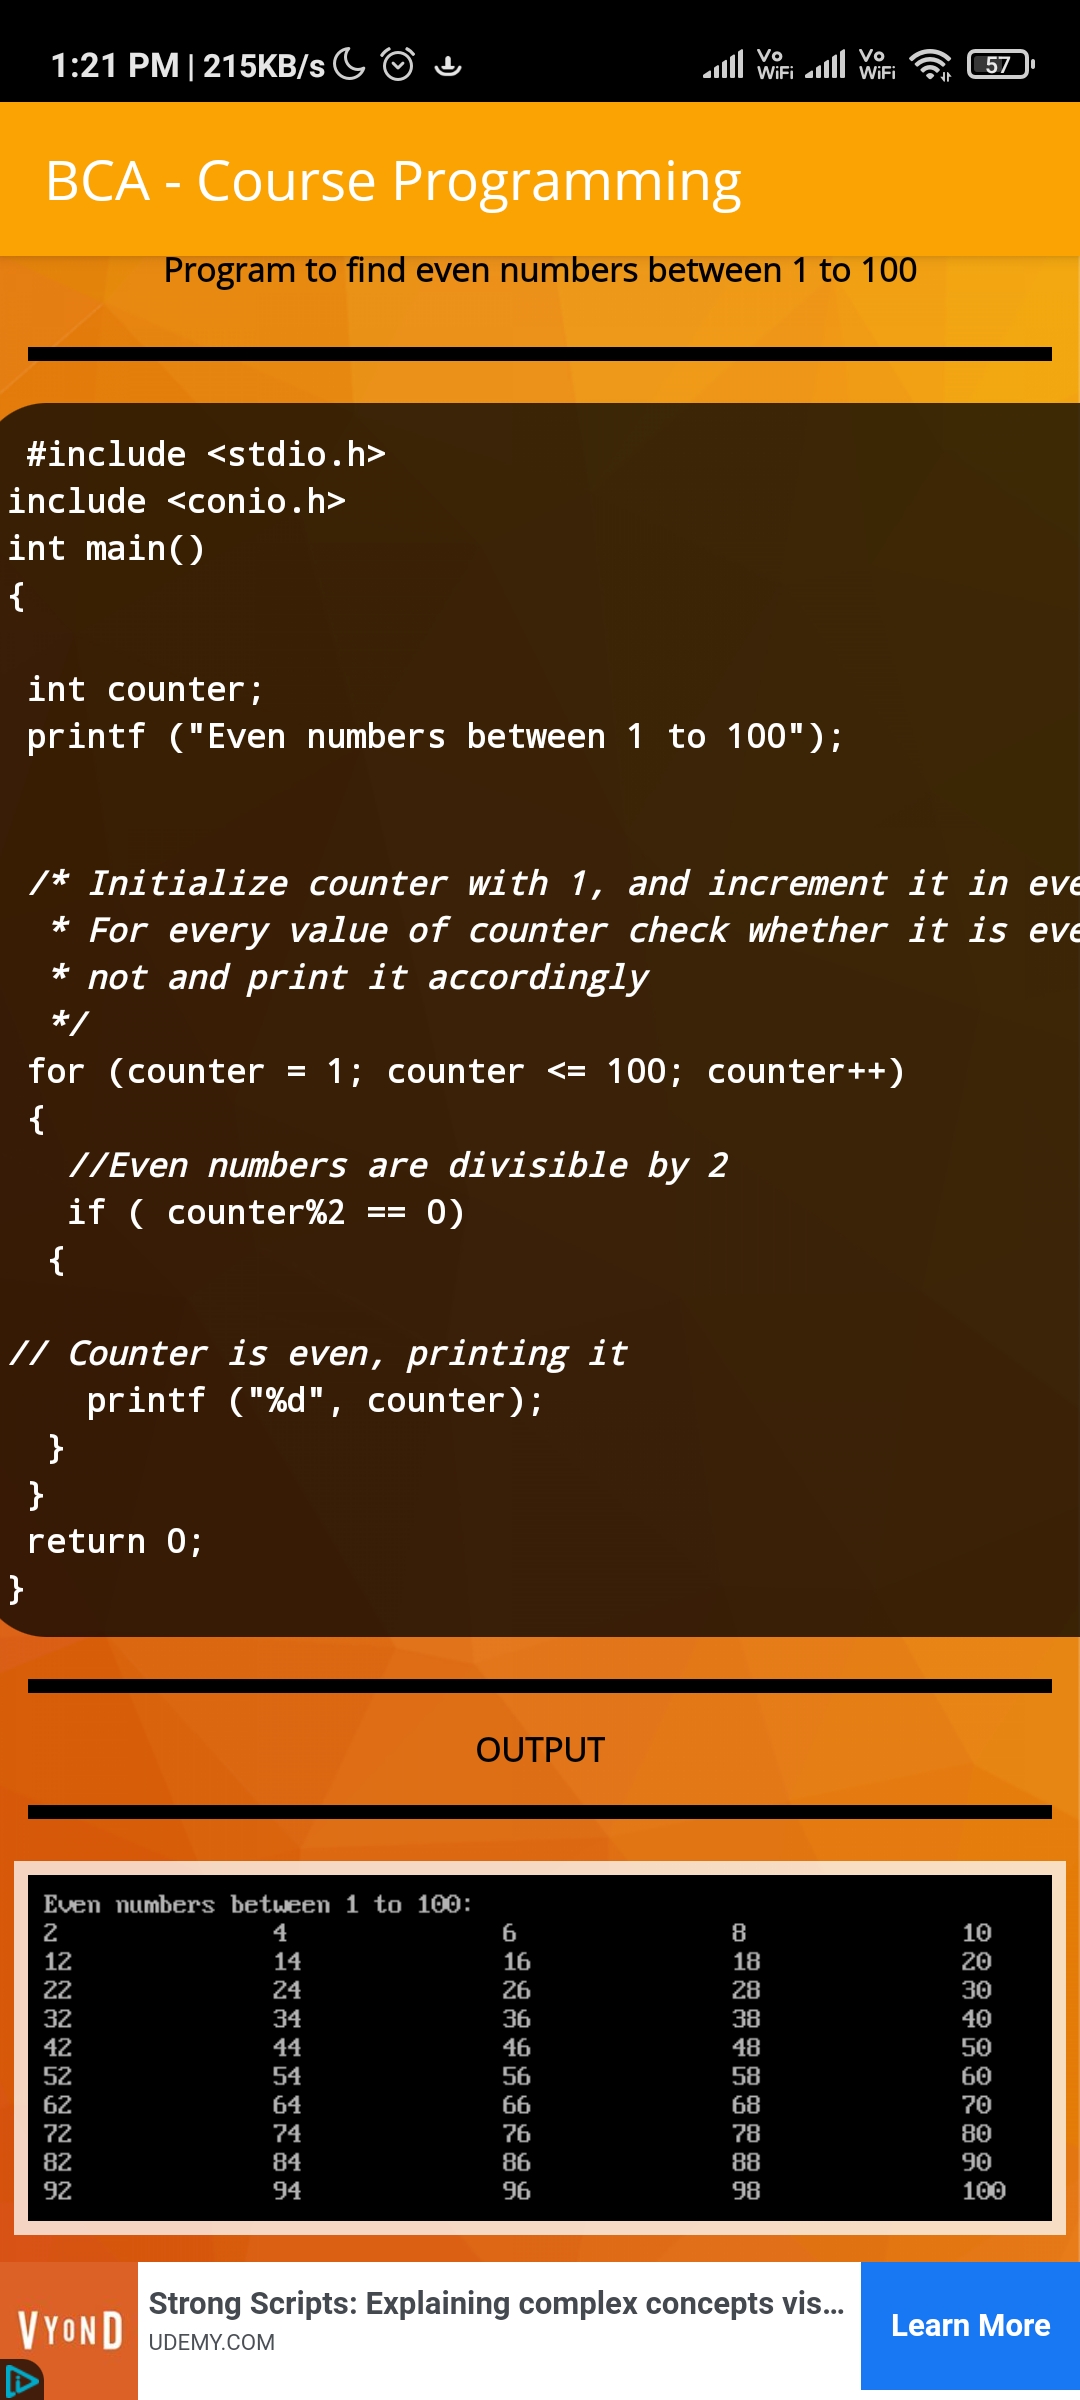 1:21 PM | 215KB/s Vo WiFi Vo WiFi 57
BCA - Course Programming
Program to find even numbers between 1 to 100
#include <stdio.h>
include <conio.h>
int main()
{
int counter;
printf ("Even numbers between 1 to 100");
/* Initialize counter with 1, and increment it in eve
* For every value of counter check whether it is eve
* not and print it accordingly
*/
for (counter = 1; counter <= 100; counter++)
{
//Even numbers are divisible by 2
if ( counter%2 == 0)
{
// Counter is even, printing it
printf ("%d", counter);
}
}
return 0;
}
OUTPUT
Even numbers between 1 to 100:
2 4 6 8 10
12 14 16 18 20
22 24 26 28 30
32 34 36 38 40
42 44 46 48 50
52 54 56 58 60
62 64 66 68 70
72 74 76 78 80
82 84 86 88 90
92 94 96 98 100
VYOND
Strong Scripts: Explaining complex concepts vis...
UDEMY.COM
Learn More